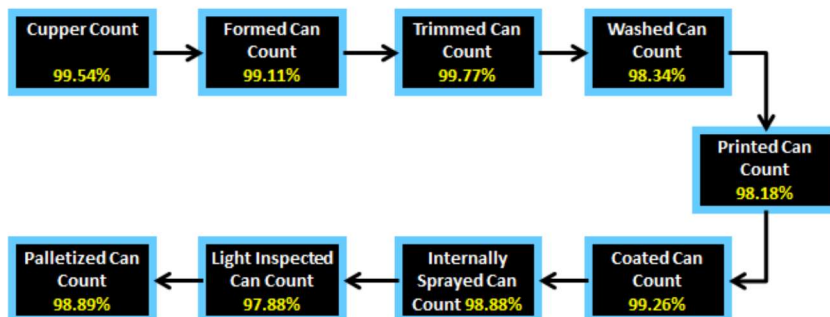 Cupper Count
99.54%
Formed Can
Count
99.11%
Trimmed Can
Count
99.77%
Washed Can
Count
98.34%
Printed Can
Count
98.18%
Coated Can
Count
99.26%
Internally
Sprayed Can
Count 98.88%
Light Inspected
Can Count
97.88%
Palletized Can
Count
98.89%